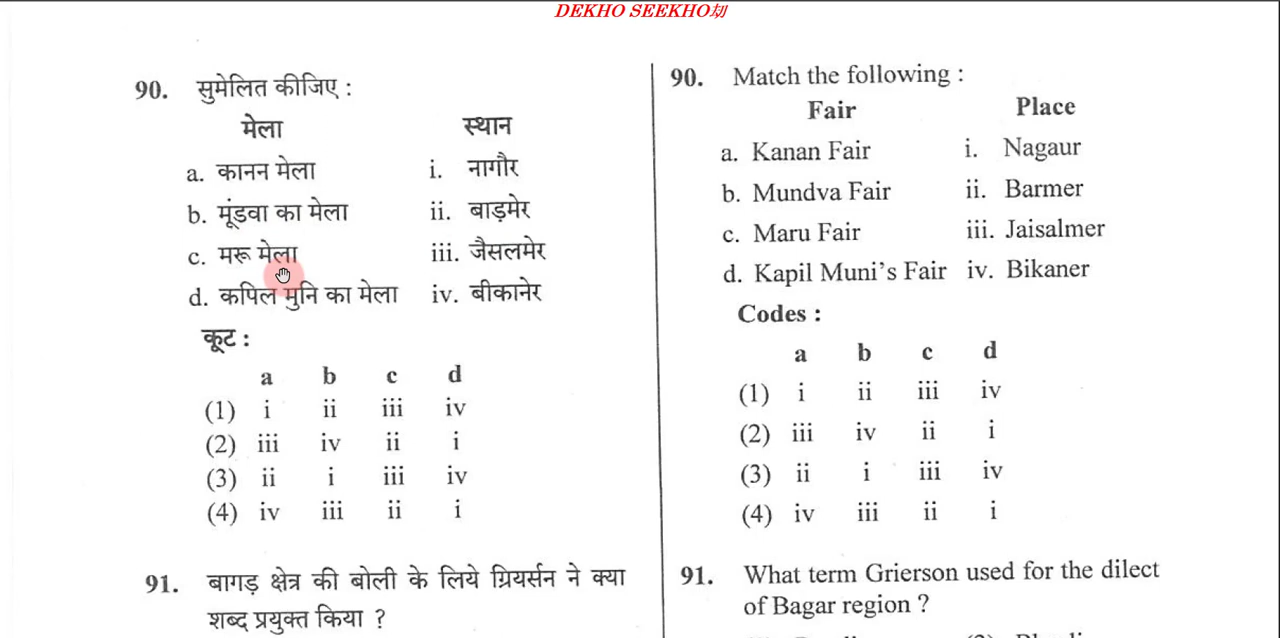 DEKHO SEEKHO
90. सुमेलित कीजिए :
मेला स्थान
a. कानन मेला i. नागौर
b. मूंडवा का मेला ii. बाड़मेर
c. मरू मेला iii. जैसलमेर
d. कपिल मुनि का मेला iv. बीकानेर
कूट :
a b c d
(1) i ii iii iv
(2) iii iv ii i
(3) ii i iii iv
(4) iv iii ii i
91. बागड़ क्षेत्र की बोली के लिये ग्रियर्सन ने क्या
शब्द प्रयुक्त किया ?
90. Match the following :
Fair Place
a. Kanan Fair i. Nagaur
b. Mundva Fair ii. Barmer
c. Maru Fair iii. Jaisalmer
d. Kapil Muni's Fair iv. Bikaner
Codes :
a b c d
(1) i ii iii iv
(2) iii iv ii i
(3) ii i iii iv
(4) iv iii ii i
91. What term Grierson used for the dilect
of Bagar region ?